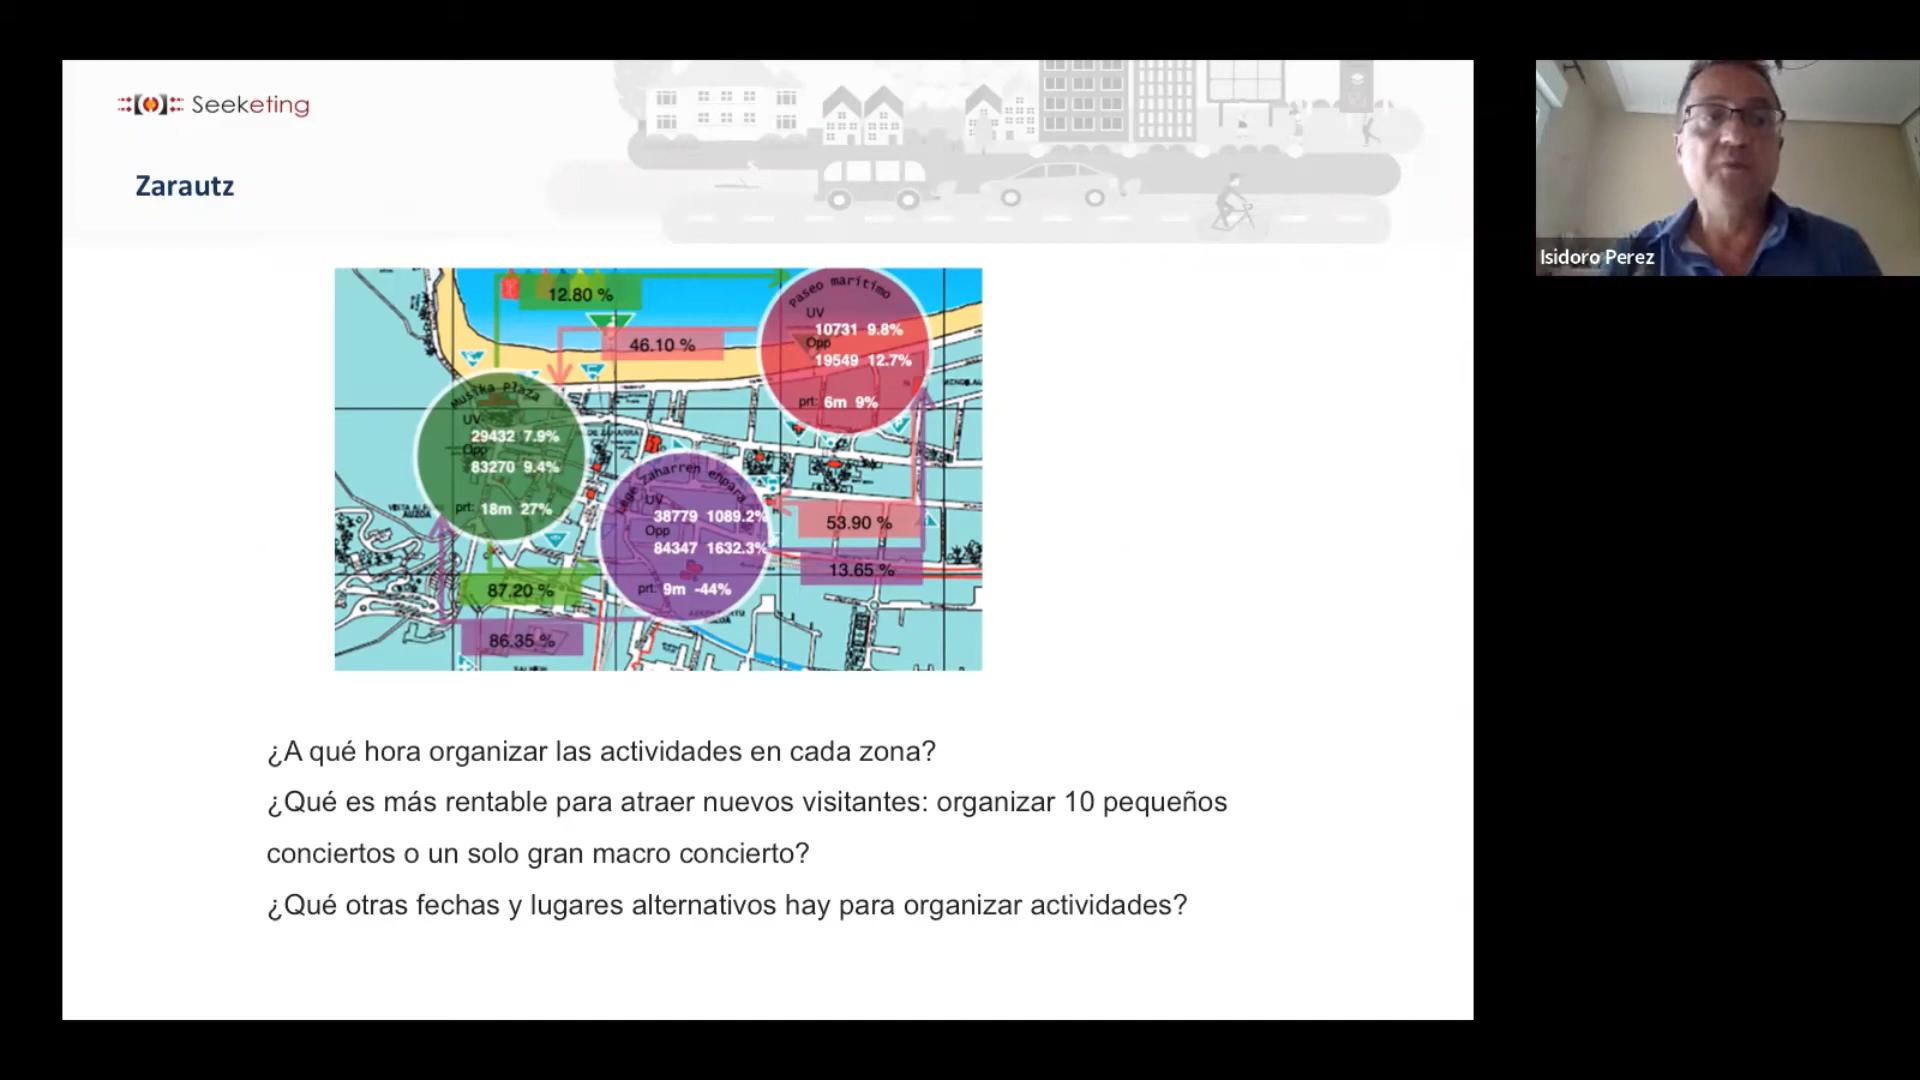 Seeketing
Zarautz
Isidoro Perez
12.80 %
46.10 %
Paseo marítimo
UV
10731 9.8%
Opp
19549 12.7%
prt: 6m 9%
Musika Plaza
UV
29432 7.9%
Opp
83270 9.4%
prt: 18m 27%
Zaharren enpara
UV
38779 1089.2%
Opp
84347 1632.3%
prt: 9m -44%
53.90 %
13.65 %
87.20 %
86.35 %
¿A qué hora organizar las actividades en cada zona?
¿Qué es más rentable para atraer nuevos visitantes: organizar 10 pequeños
conciertos o un solo gran macro concierto?
¿Qué otras fechas y lugares alternativos hay para organizar actividades?